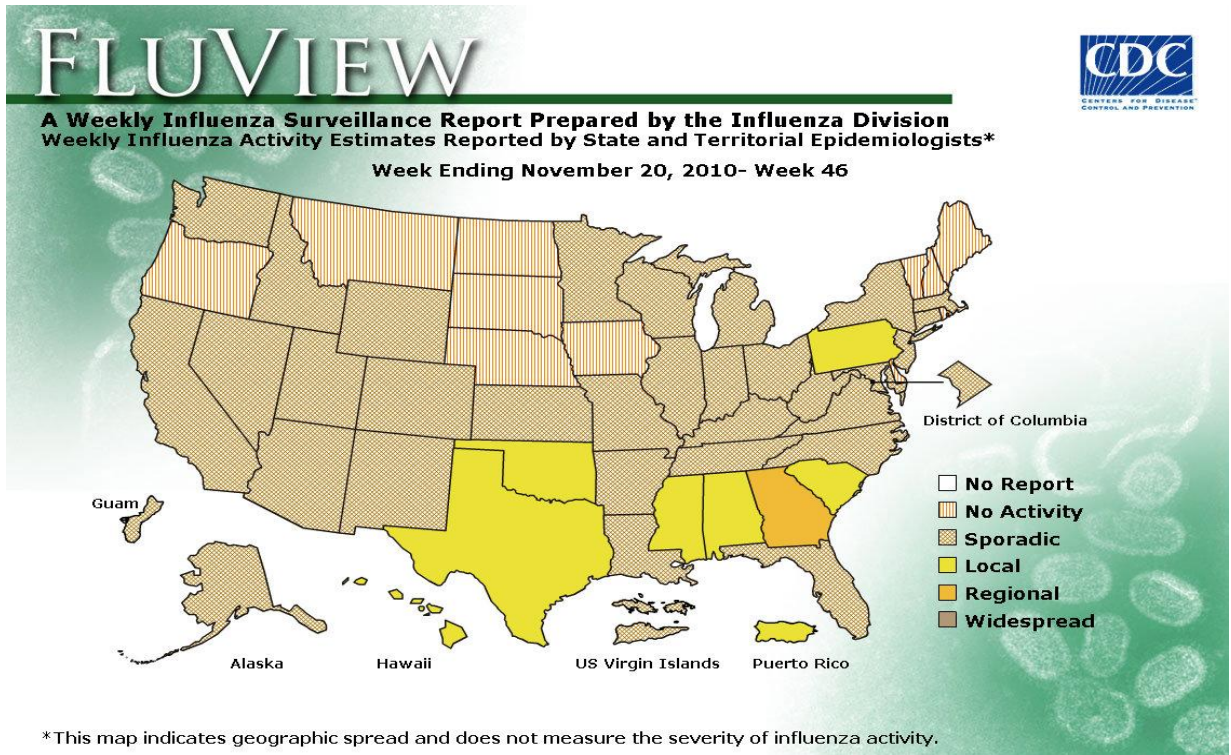 FLUVIEW
CDC
CENTERS FOR DISEASE
CONTROL AND PREVENTION
A Weekly Influenza Surveillance Report Prepared by the Influenza Division
Weekly Influenza Activity Estimates Reported by State and Territorial Epidemiologists*
Week Ending November 20, 2010- Week 46
District of Columbia
Guam
No Report
No Activity
Sporadic
Local
Regional
Widespread
Alaska
Hawaii
US Virgin Islands
Puerto Rico
*This map indicates geographic spread and does not measure the severity of influenza activity.